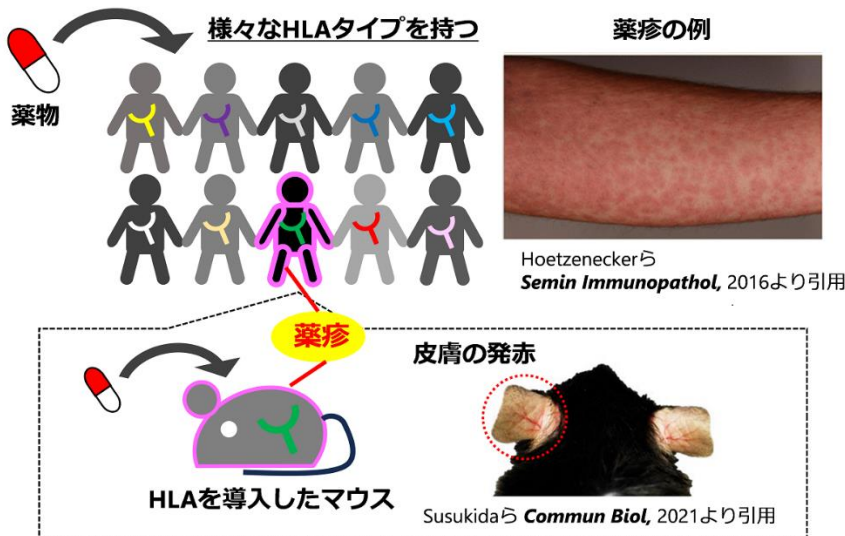 様々なHLAタイプを持つ
薬疹の例
薬物
Hoetzeneckerら
Semin Immunopathol, 2016より引用
薬疹
皮膚の発赤
HLAを導入したマウス
Susukidaら Commun Biol, 2021より引用